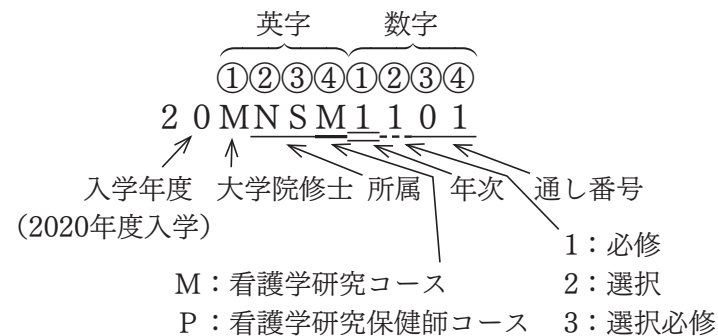 英字 数字
①②③④①②③④
20MNSM1101
入学年度 大学院修士 所属 年次 通し番号
(2020年度入学)
1:必修
M:看護学研究コース 2:選択
P:看護学研究保健師コース 3:選択必修